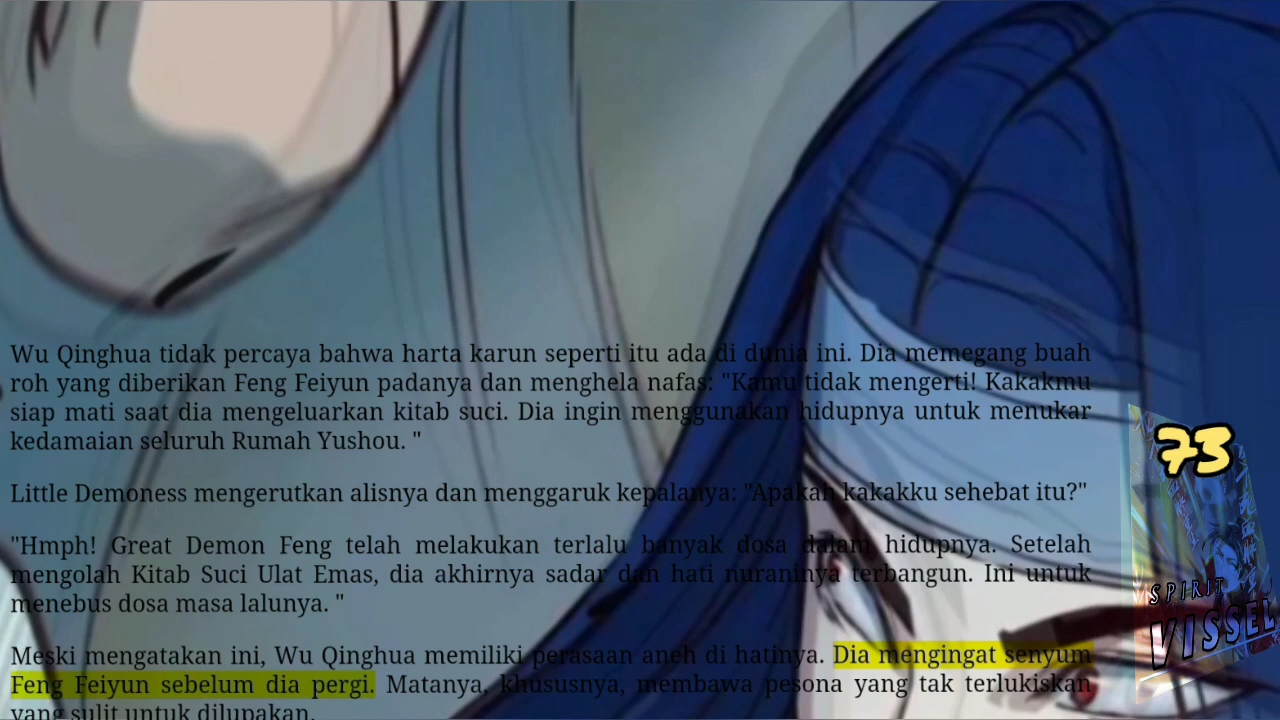 Wu Qinghua tidak percaya bahwa harta karun seperti itu ada di dunia ini. Dia memegang buah
roh yang diberikan Feng Feiyun padanya dan menghela nafas: "Kamu tidak mengerti! Kakakmu
siap mati saat dia mengeluarkan kitab suci. Dia ingin menggunakan hidupnya untuk menukar
kedamaian seluruh Rumah Yushou. "
Little Demoness mengerutkan alisnya dan menggaruk kepalanya: "Apakah kakakku sehebat itu?"
"Hmph! Great Demon Feng telah melakukan terlalu banyak dosa dalam hidupnya. Setelah
mengolah Kitab Suci Ulat Emas, dia akhirnya sadar dan hati nuraninya terbangun. Ini untuk
menebus dosa masa lalunya. "
Meski mengatakan ini, Wu Qinghua memiliki perasaan aneh di hatinya. Dia mengingat senyum
Feng Feiyun sebelum dia pergi. Matanya, khususnya, membawa pesona yang tak terlukiskan
yang sulit untuk dilupakan.
73
SPIRIT
VISSEL